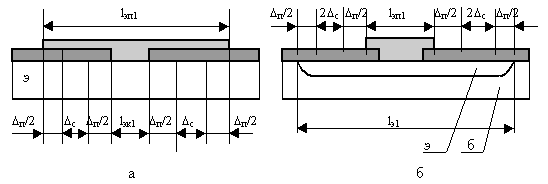 lэп1
Δп/2 2Δс Δп/2 lэп1 Δп/2 2Δс Δп/2
э
Δп/2 Δс Δп/2 lэк1 Δп/2 Δс Δп/2
lэ1
э б
а б